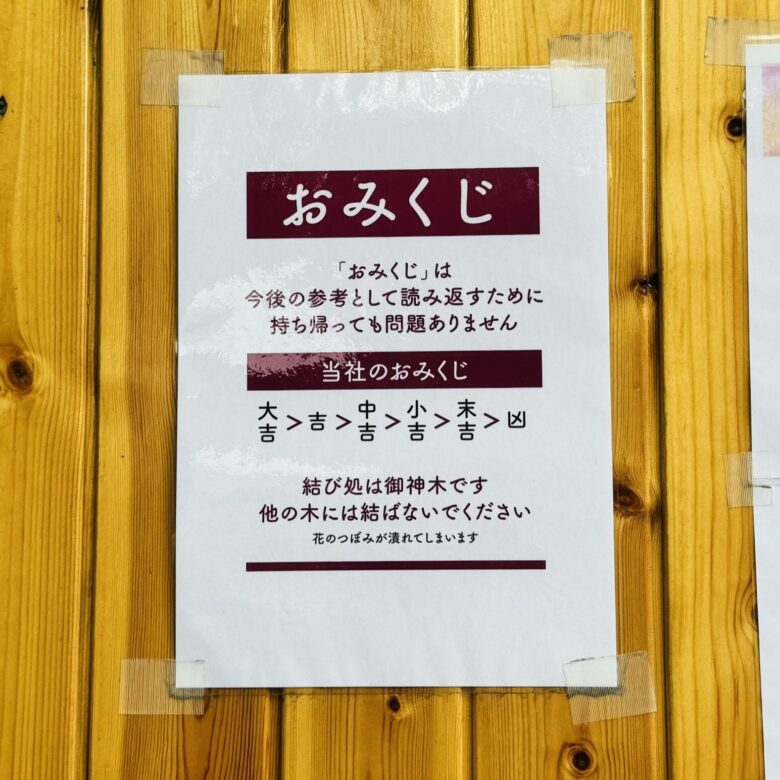 おみくじ
「おみくじ」は
今後の参考として読み返すために
持ち帰っても問題ありません
当社のおみくじ
大吉>吉>中吉>小吉>末吉>凶
結び処は御神木です
他の木には結ばないでください
花のつぼみが潰れてしまいます